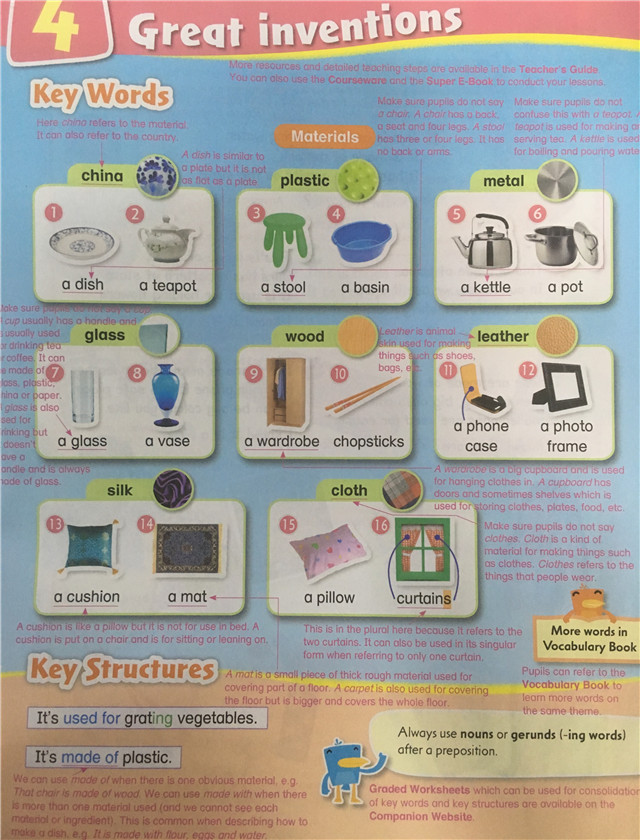 4
Great inventions
More resources and detailed teaching steps are available in the Teacher's Guide.
You can also use the Courseware and the Super E-Book to conduct your lessons.
Key Words
Here china refers to the material.
It can also refer to the country.
Materials
Make sure pupils do not say
a chair. A chair has a back,
a seat and four legs. A stool
has three or four legs. It has
no back or arms.
Make sure pupils do not
confuse this with a teapot. A
teapot is used for making or
serving tea. A kettle is used
for boiling and pouring water
A dish is similar to
a plate but it is not
as flat as a plate.
china
1
2
a dish
a teapot
plastic
3
4
a stool
a basin
metal
5
6
a kettle
a pot
Make sure pupils do not say a cup.
cup usually has a handle and
usually used
drinking tea
coffee. It can
made of
glass, plastic,
china or paper.
glass is also
used for
drinking but
doesn't
have a
handle and is always
made of glass.
glass
7
8
a glass
a vase
wood
9
10
a wardrobe
chopsticks
Leather is animal
skin used for making
things such as shoes,
bags, etc.
leather
11
12
a phone
case
a photo
frame
A wardrobe is a big cupboard and is used
for hanging clothes in. A cupboard has
doors and sometimes shelves which is
used for storing clothes, plates, food, etc.
silk
13
14
a cushion
a mat
cloth
15
16
a pillow
curtains
Make sure pupils do not say
clothes. Cloth is a kind of
material for making things such
as clothes. Clothes refers to the
things that people wear.
A cushion is like a pillow but it is not for use in bed. A
cushion is put on a chair and is for sitting or leaning on.
This is in the plural here because it refers to the
two curtains. It can also be used in its singular
form when referring to only one curtain.
More words in
Vocabulary Book
Key Structures
A mat is a small piece of thick rough material used for
covering part of a floor. A carpet is also used for covering
the floor but is bigger and covers the whole floor.
Pupils can refer to the
Vocabulary Book to
learn more words on
the same theme.
It's used for grating vegetables.
It's made of plastic.
Always use nouns or gerunds (-ing words)
after a preposition.
We can use made of when there is one obvious material, e.g.
That chair is made of wood. We can use made with when there
is more than one material used (and we cannot see each
material or ingredient). This is common when describing how to
make a dish, e.g. It is made with flour, eggs and water.
Graded Worksheets which can be used for consolidation
of key words and key structures are available on the
Companion Website.